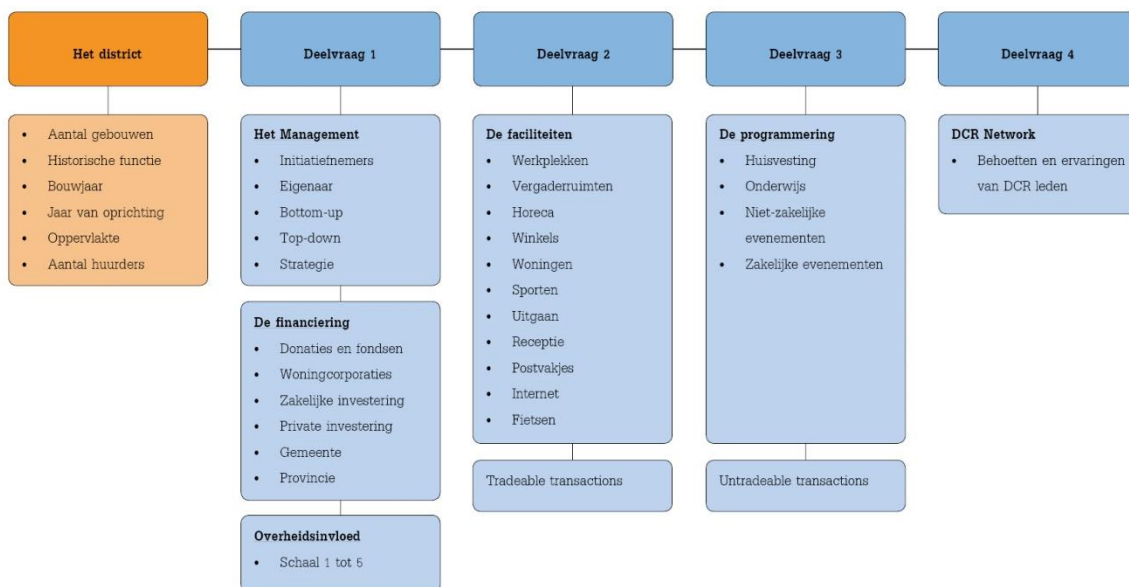 Het district
Deelvraag 1
Deelvraag 2
Deelvraag 3
Deelvraag 4
• Aantal gebouwen
• Historische functie
• Bouwjaar
• Jaar van oprichting
• Oppervlakte
• Aantal huurders
Het Management
• Initiatiefnemers
• Eigenaar
• Bottom-up
• Top-down
• Strategie
De financiering
• Donaties en fondsen
• Woningcorporaties
• Zakelijke investering
• Private investering
• Gemeente
• Provincie
Overheidsinvloed
• Schaal 1 tot 5
De faciliteiten
• Werkplekken
• Vergaderruimten
• Horeca
• Winkels
• Woningen
• Sporten
• Uitgaan
• Receptie
• Postvakjes
• Internet
• Fietsen
Tradeable transactions
De programmering
• Huisvesting
• Onderwijs
• Niet-zakelijke
evenementen
• Zakelijke evenementen
Untradeable transactions
DCR Network
• Behoeften en ervaringen
van DCR leden